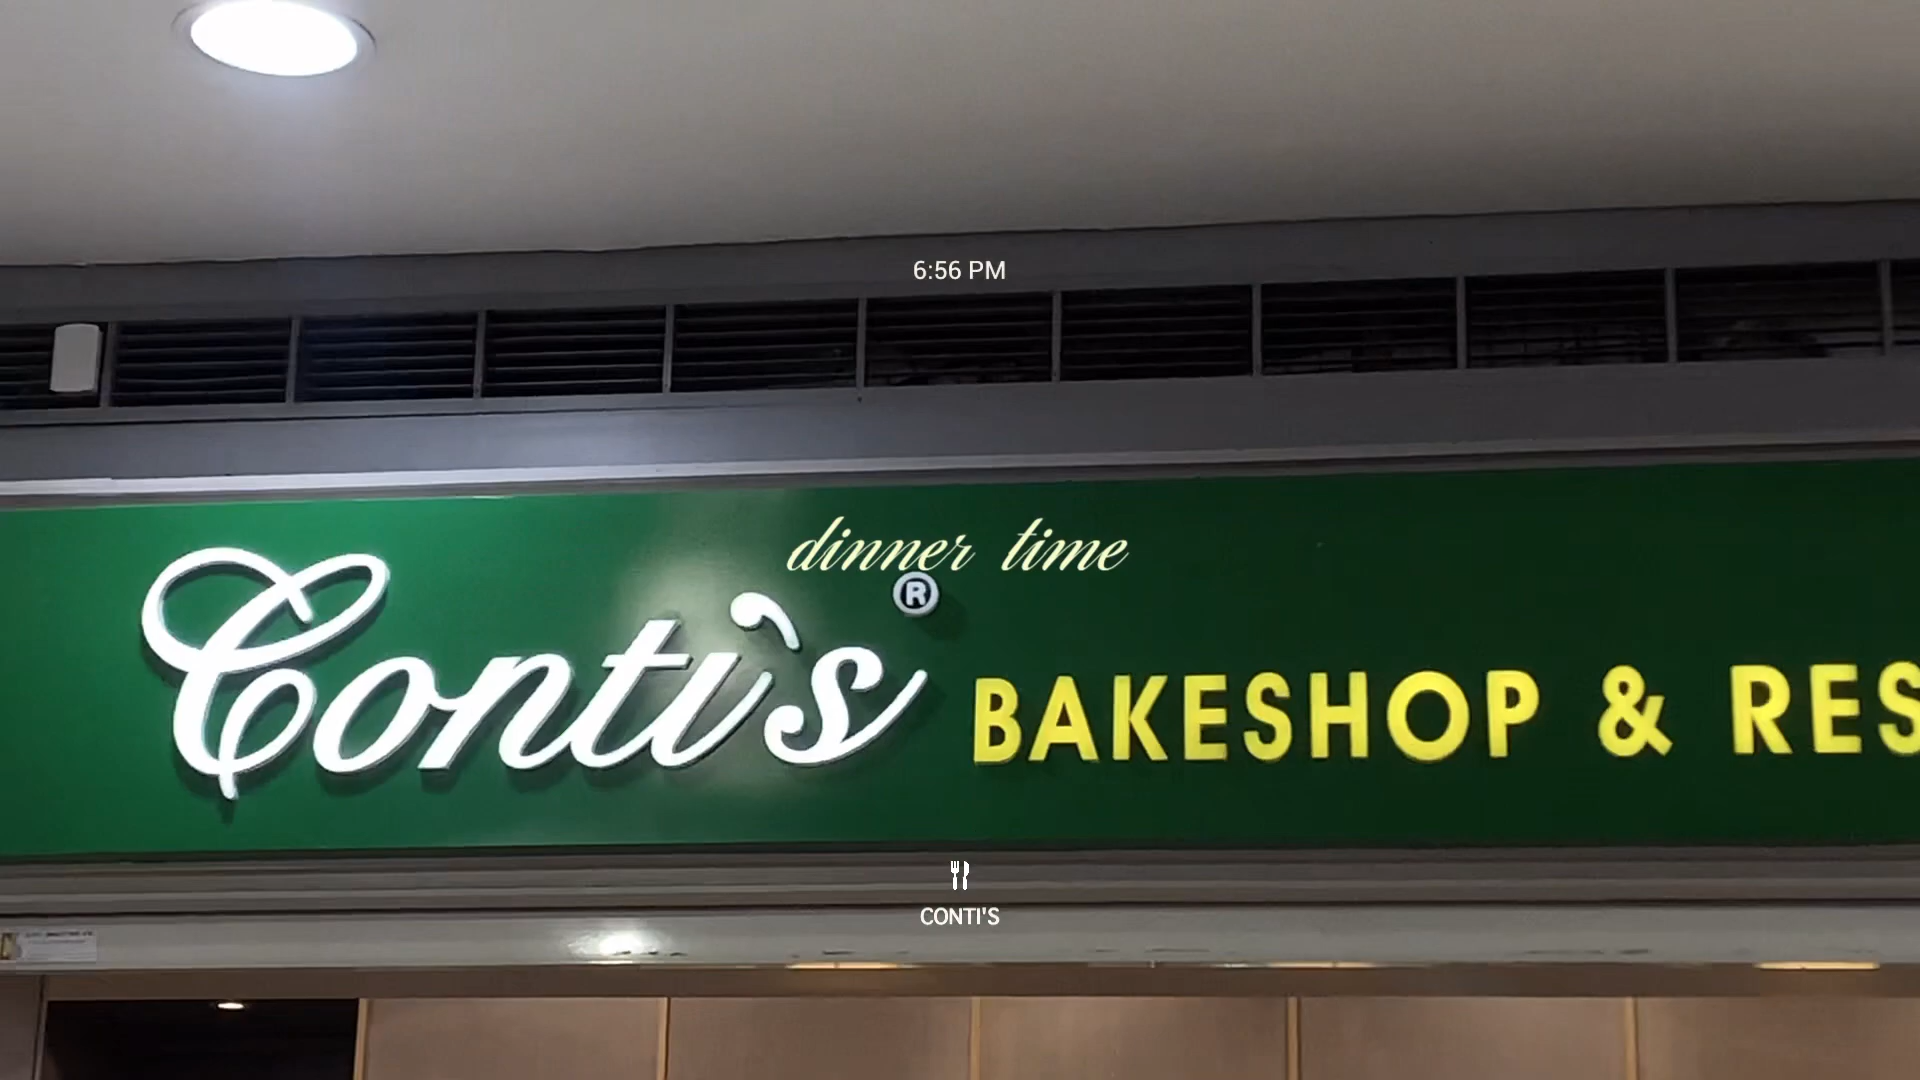 6:56 PM
dinner time
Conti's ®
BAKESHOP & RES
CONTI'S